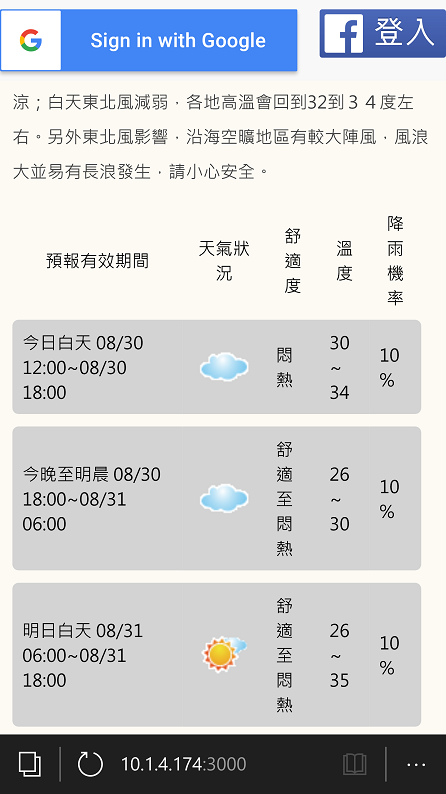 Sign in with Google
登入
涼；白天東北風減弱，各地高溫會回到32到３４度左
右。另外東北風影響，沿海空曠地區有較大陣風，風浪
大並易有長浪發生，請小心安全。
預報有效期間
天氣狀
況
舒
適
度
溫
度
降
雨
機
率
今日白天 08/30
12:00~08/30
18:00
悶
熱
30
~
34
10
%
今晚至明晨 08/30
18:00~08/31
06:00
舒
適
至
悶
熱
26
~
30
10
%
明日白天 08/31
06:00~08/31
18:00
舒
適
至
悶
熱
26
~
35
10
%
10.1.4.174:3000